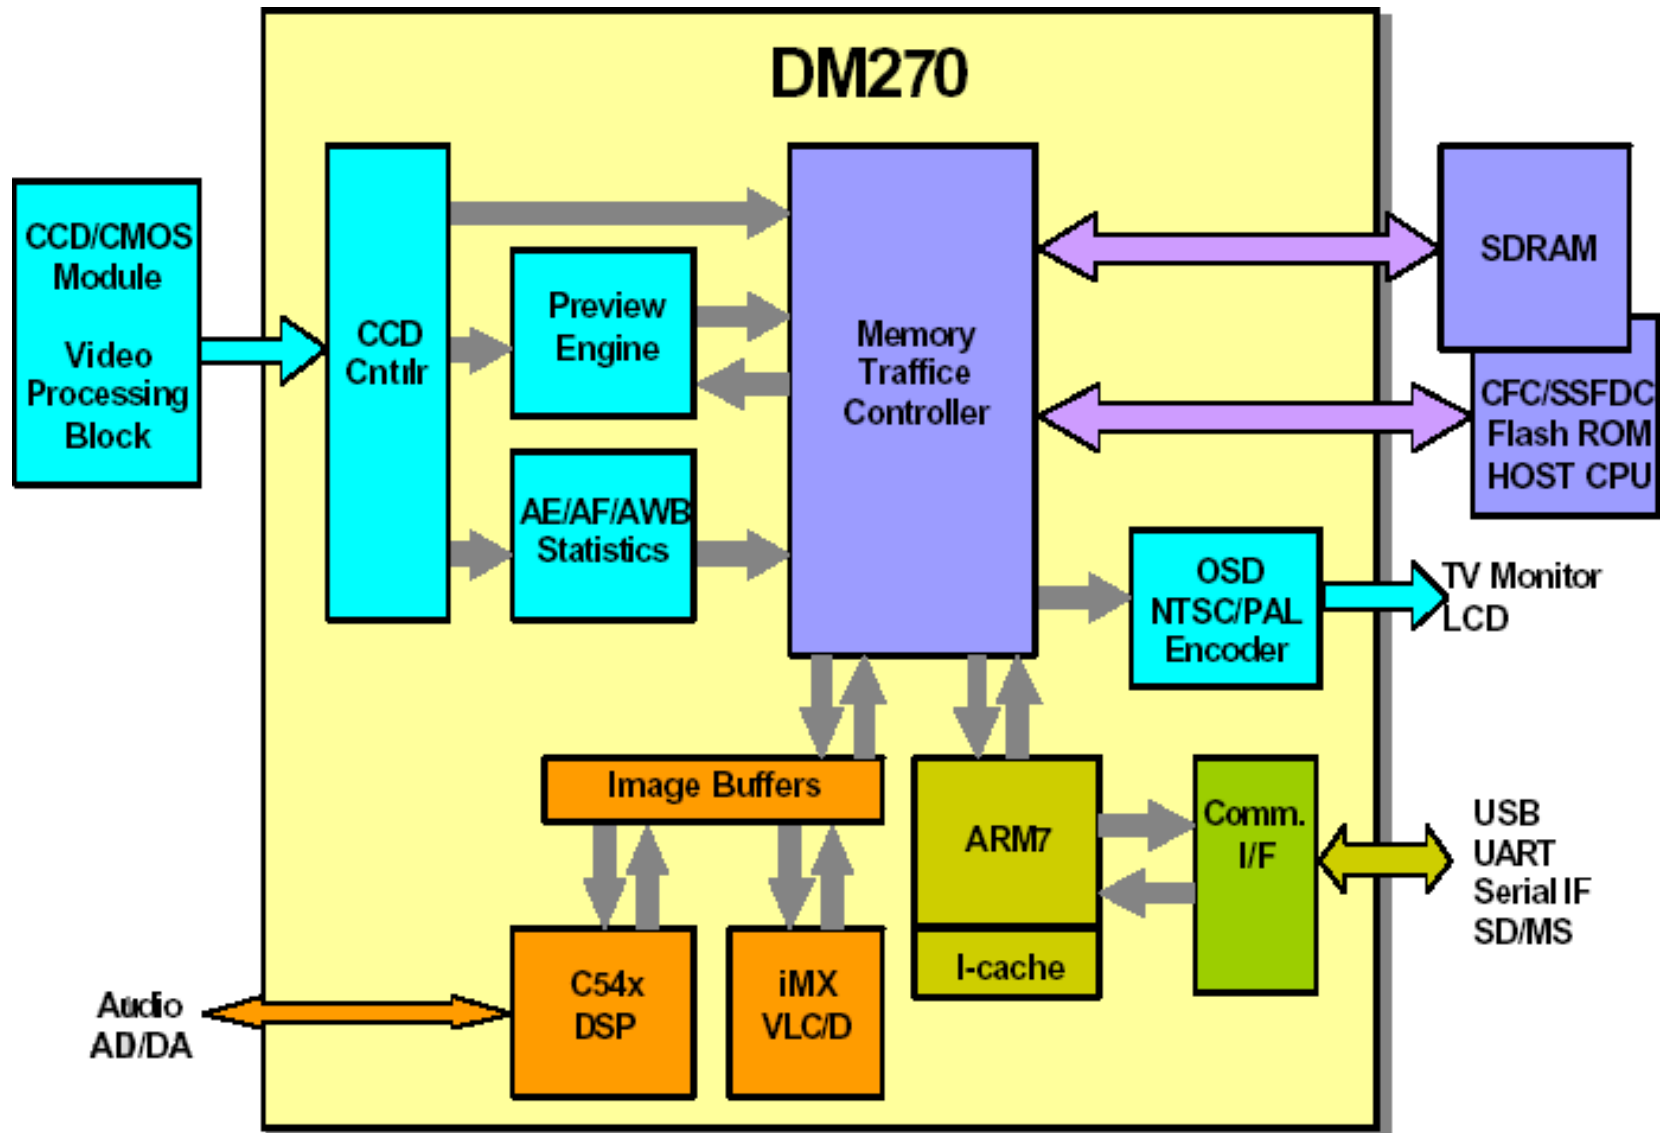 DM270
CCD/CMOS
Module
Video
Processing
Block
CCD
Cntrlr
Preview
Engine
AE/AF/AWB
Statistics
Memory
Traffice
Controller
SDRAM
CFC/SSFDC
Flash ROM
HOST CPU
OSD
NTSC/PAL
Encoder
TV Monitor
LCD
Image Buffers
ARM7
I-cache
Comm.
I/F
USB
UART
Serial IF
SD/MS
C54x
DSP
iMX
VLC/D
Audio
AD/DA